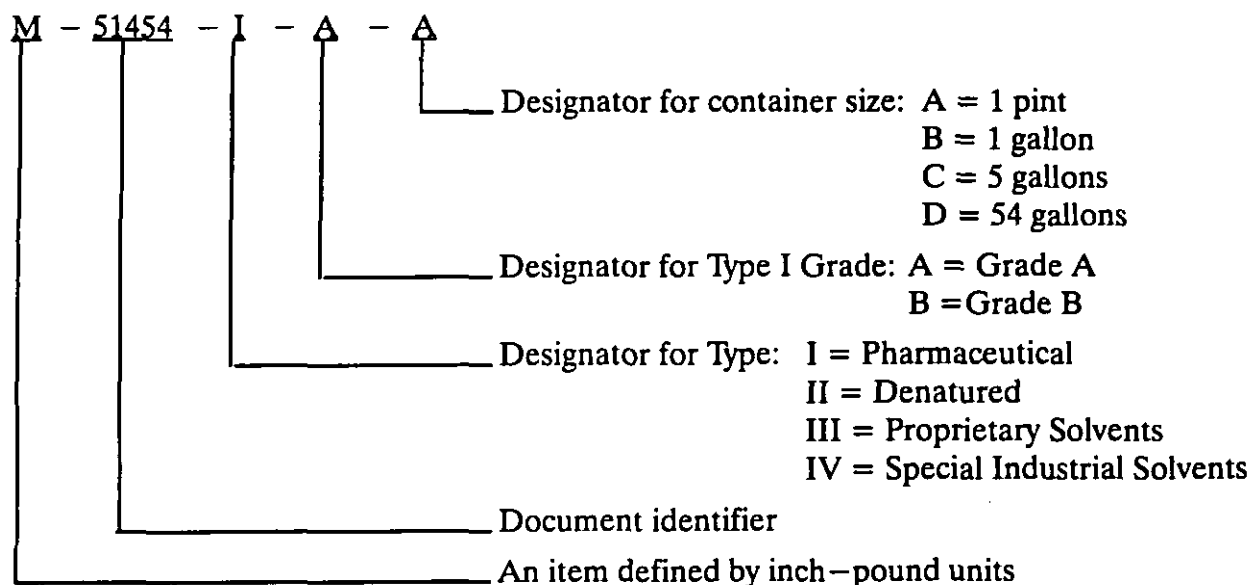 M - 51454 - I - A - A
Designator for container size: A = 1 pint
B = 1 gallon
C = 5 gallons
D = 54 gallons
Designator for Type I Grade: A = Grade A
B =Grade B
Designator for Type: I = Pharmaceutical
II = Denatured
III = Proprietary Solvents
IV = Special Industrial Solvents
Document identifier
An item defined by inch-pound units